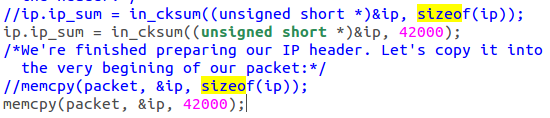 //ip.ip_sum = in_cksum((unsigned short *)&ip, sizeof(ip));
ip.ip_sum = in_cksum((unsigned short *)&ip, 42000);
/*We're finished preparing our IP header. Let's copy it into
the very begining of our packet:*/
//memcpy(packet, &ip, sizeof(ip));
memcpy(packet, &ip, 42000);